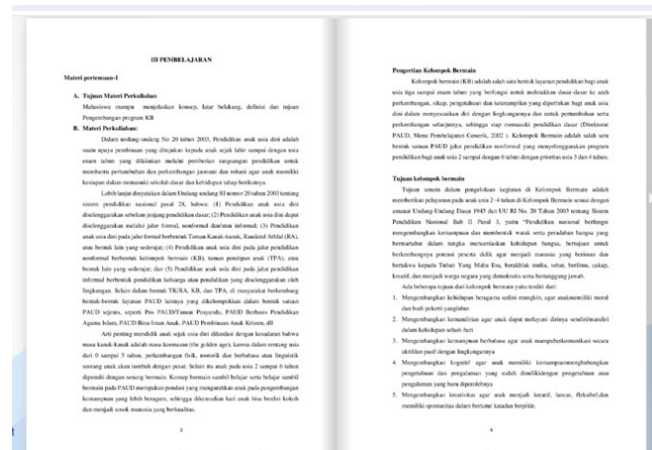 III PEMBELAJARAN
Materi pertemuan-1
A. Tujuan Materi Perkuliahan
Mahasiswa mampu menjelaskan konsep, latar belakang, definisi dan tujuan
Pengembangan program KB
B. Materi Perkuliahan:
Dalam undang-undang No 20 tahun 2003, Pendidikan anak usia dini adalah
suatu upaya pembinaan yang ditujukan kepada anak sejak lahir sampai dengan usia
enam tahun yang dilakukan melalui pemberian rangsangan pendidikan untuk
membantu pertumbuhan dan perkembangan jasmani dan rohani agar anak memiliki
kesiapan dalam memasuki sekolah dasar dan kehidupan tahap berikutnya.
Lebih lanjut dinyatakan dalam Undang-undang RI nomor 20 tahun 2003 tentang
sistem pendidikan nasional pasal 28, bahwa: (1) Pendidikan anak usia dini
diselenggarakan sebelum jenjang pendidikan dasar; (2) Pendidikan anak usia dini dapat
diselenggarakan melalui jalur formal, nonformal dan/atau informal; (3) Pendidikan
anak usia dini pada jalur formal berbentuk Taman Kanak-kanak, Raudatul Athfal (RA),
atau bentuk lain yang sederajat; (4) Pendidikan anak usia dini pada jalur pendidikan
nonformal berbentuk kelompok bermain (KB), taman penitipan anak (TPA), atau
bentuk lain yang sederajat; dan (5) Pendidikan anak usia dini pada jalur pendidikan
informal berbentuk pendidikan keluarga atau pendidikan yang diselenggarakan oleh
lingkungan. Selain dalam bentuk TK/RA, KB, dan TPA, di masyarakat berkembang
bentuk-bentuk layanan PAUD lainnya yang dikelompokkan dalam bentuk satuan
PAUD sejenis, seperti Pos PAUD/Taman Posyandu, PAUD Berbasis Pendidikan
Agama Islam, PAUD Bina Iman Anak, PAUD Pembinaan Anak Kristen, dll
Arti penting mendidik anak sejak usia dini dilandasi dengan kesadaran bahwa
masa kanak-kanak adalah masa keemasan (the golden age), karena dalam rentang usia
dari 0 sampai 5 tahun, perkembangan fisik, motorik dan berbahasa atau linguistik
seorang anak akan tumbuh dengan pesat. Selain itu anak pada usia 2 sampai 6 tahun
dipenuhi dengan senang bermain. Konsep bermain sambil belajar serta belajar sambil
bermain pada PAUD merupakan pondasi yang mengarahkan anak pada pengembangan
kemampuan yang lebih beragam, sehingga dikemudian hari anak bisa berdiri kokoh
dan menjadi sosok manusia yang berkualitas.
3
Pengertian Kelompok Bermain
Kelompok bermain (KB) adalah salah satu bentuk layanan pendidikan bagi anak
usia tiga sampai enam tahun yang berfungsi untuk meletakkan dasar-dasar ke arah
perkembangan, sikap, pengetahuan dan keterampilan yang diperlukan bagi anak usia
dini dalam menyesuaikan diri dengan lingkungannya dan untuk pertumbuhan serta
perkembangan selanjutnya, sehingga siap memasuki pendidikan dasar (Direktorat
PAUD, Menu Pembelajaran Generik, 2002 ). Kelompok Bermain adalah salah satu
bentuk satuan PAUD jalur pendidikan nonformal yang menyelenggarakan program
pendidikan bagi anak usia 2 sampai dengan 6 tahun dengan prioritas usia 3 dan 4 tahun.
Tujuan kelompok bermain
Tujuan umum dalam pengelolaan kegiatan di Kelompok Bermain adalah
memberikan pelayanan pada anak usia 2-4 tahun di Kelompok Bermain sesuai dengan
amanat Undang-Undang Dasar 1945 dan UU RI No. 20 Tahun 2003 tentang Sistem
Pendidikan Nasional Bab II Pasal 3, yaitu "Pendidikan nasional berfungsi
mengembangkan kemampuan dan membentuk watak serta peradaban bangsa yang
bermartabat dalam rangka mencerdaskan kehidupan bangsa, bertujuan untuk
berkembangnya potensi peserta didik agar menjadi manusia yang beriman dan
bertakwa kepada Tuhan Yang Maha Esa, berakhlak mulia, sehat, berilmu, cakap,
kreatif, dan menjadi warga negara yang demokratis serta bertanggung jawab.
Ada beberapa tujuan dari kelompok bermain yaitu terdiri dari:
1. Mengembangkan kehidupan beragama sedini mungkin, agar anakmemiliki moral
dan budi pekerti yangluhur
2. Mengembangkan kemandirian agar anak dapat melayani dirinya sendiri/mandiri
dalam kehidupan sehari-hari
3. Mengembangkan kemampuan berbahasa agar anak mampuberkomunikasi secara
aktifdan pasif dengan lingkungannya
4. Mengembangkan kognitif agar anak memiliki kemampuanmenghubungkan
pengetahuan dan pengalaman yang sudah dimilikidengan pengetahuan atau
pengalaman yang baru diperolehnya
5. Mengembangkan kreativitas agar anak menjadi kreatif, lancar, fleksibel,dan
memiliki spontanitas dalam bertutur katadan berpikir.
4